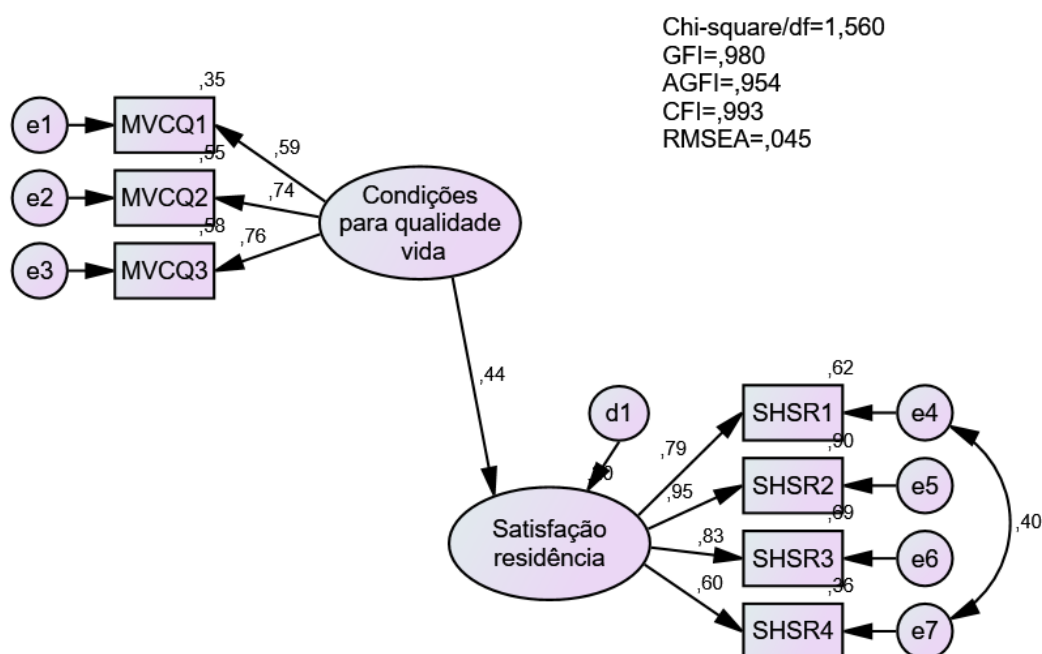 Chi-square/df=1,560
GFI=,980
AGFI=,954
CFI=,993
RMSEA=,045
,35
e1
MVCQ1
,59
,55
e2
MVCQ2
,74
,58
e3
MVCQ3
,76
Condições
para qualidade
vida
,44
d1
Satisfação
residência
,62
,79
SHSR1
e4
,90
,95
SHSR2
e5
,69
,83
SHSR3
e6
,40
,36
,60
SHSR4
e7